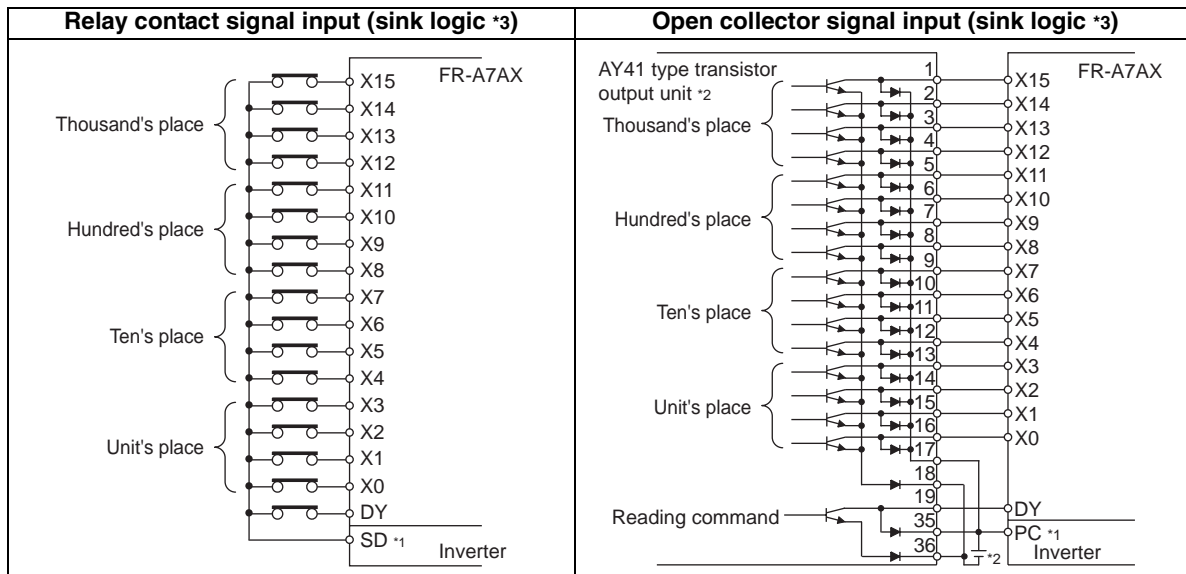 Relay contact signal input (sink logic *3)
FR-A7AX
Thousand's place
X15
X14
X13
X12
Hundred's place
X11
X10
X9
X8
Ten's place
X7
X6
X5
X4
Unit's place
X3
X2
X1
X0
DY
SD *1
Inverter
Open collector signal input (sink logic *3)
AY41 type transistor
output unit *2
FR-A7AX
Thousand's place
Hundred's place
Ten's place
Unit's place
Reading command
1
2
3
4
5
6
7
8
9
10
11
12
13
14
15
16
17
18
19
35
36
X15
X14
X13
X12
X11
X10
X9
X8
X7
X6
X5
X4
X3
X2
X1
X0
DY
PC *1
*2
Inverter